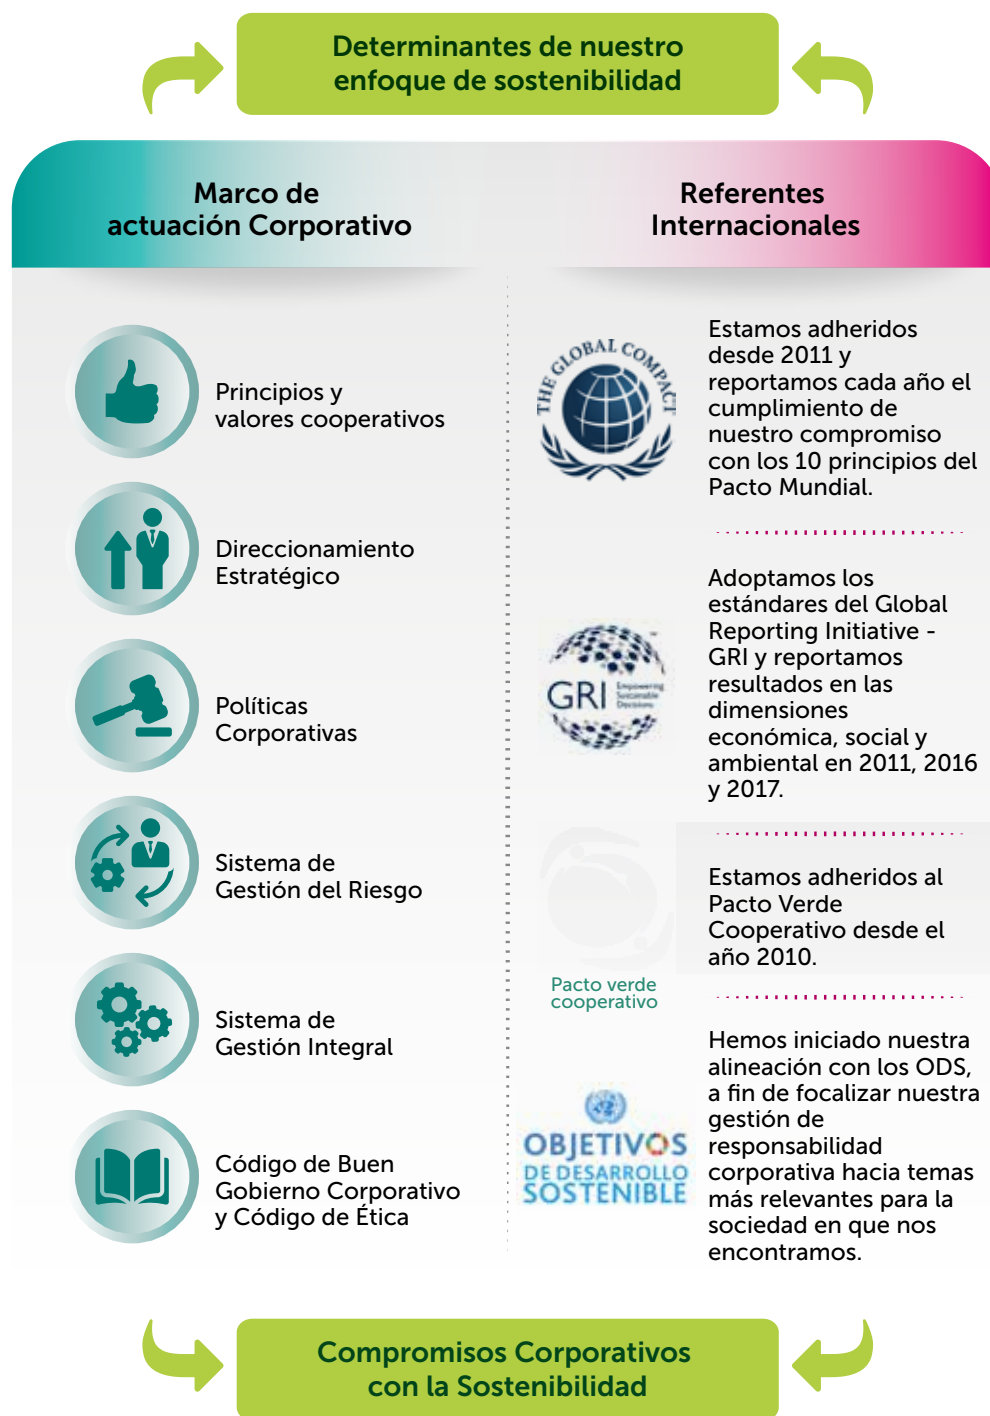 Determinantes de nuestro
enfoque de sostenibilidad
Marco de
actuación Corporativo
Principios y
valores cooperativos
Direccionamiento
Estratégico
Políticas
Corporativas
Sistema de
Gestión del Riesgo
Sistema de
Gestión Integral
Código de Buen
Gobierno Corporativo
y Código de Ética
Referentes
Internacionales
THE GLOBAL COMPACT
Estamos adheridos
desde 2011 y
reportamos cada año el
cumplimiento de
nuestro compromiso
con los 10 principios del
Pacto Mundial.
GRI
Empowering
Sustainable
Decisions
Adoptamos los
estándares del Global
Reporting Initiative -
GRI y reportamos
resultados en las
dimensiones
económica, social y
ambiental en 2011, 2016
y 2017.
Pacto verde
cooperativo
Estamos adheridos al
Pacto Verde
Cooperativo desde el
año 2010.
OBJETIVOS
DE DESARROLLO
SOSTENIBLE
Hemos iniciado nuestra
alineación con los ODS,
a fin de focalizar nuestra
gestión de
responsabilidad
corporativa hacia temas
más relevantes para la
sociedad en que nos
encontramos.
Compromisos Corporativos
con la Sostenibilidad